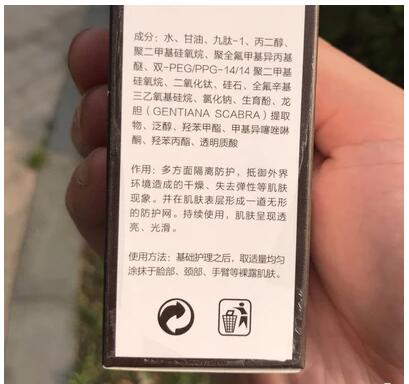 成分：水、甘油、九肽-1、丙二醇、
聚二甲基硅氧烷、聚全氟甲基异丙基
醚、双-PEG/PPG-14/14 聚二甲基
硅氧烷、二氧化钛、硅石、全氟辛基
三乙氧基硅烷、氯化钠、生育酚、龙
胆（GENTIANA SCABRA）提取
物、泛醇、羟苯甲酯、甲基异噻唑啉
酮、羟苯丙酯、透明质酸
作用：多方面隔离防护，抵御外界
环境造成的干燥、失去弹性等肌肤
现象。并在肌肤表层形成一道无形
的防护网。持续使用，肌肤呈现透
亮、光滑。
使用方法：基础护理之后，取适量均匀
涂抹于脸部、颈部、手臂等裸露肌肤。